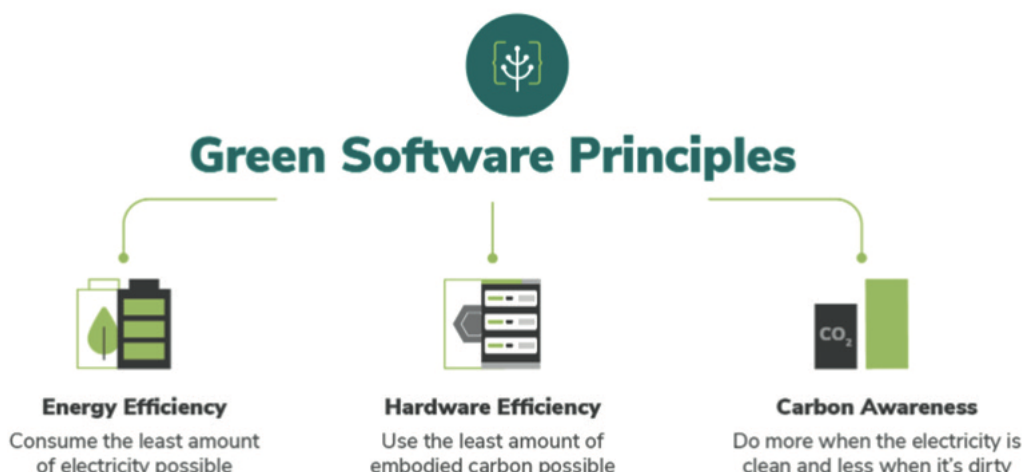 Green Software Principles
CO₂
Energy Efficiency
Consume the least amount
of electricity possible
Hardware Efficiency
Use the least amount of
embodied carbon possible
Carbon Awareness
Do more when the electricity is
clean and less when it's dirty